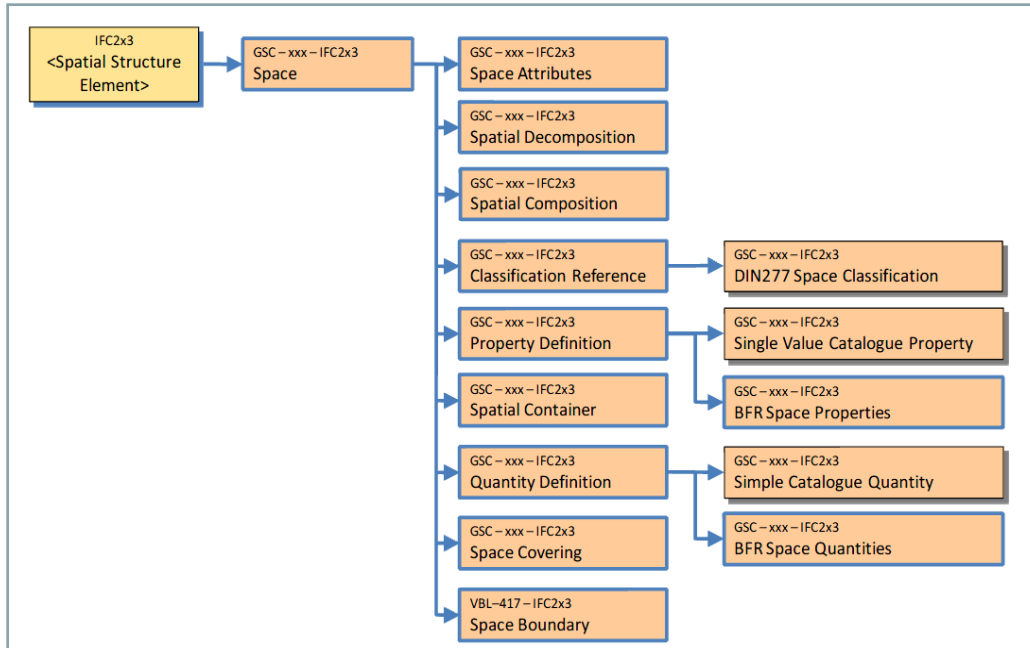 IFC2x3
<Spatial Structure
Element>
GSC – xxx – IFC2x3
Space
GSC – xxx – IFC2x3
Space Attributes
GSC – xxx – IFC2x3
Spatial Decomposition
GSC – xxx – IFC2x3
Spatial Composition
GSC – xxx – IFC2x3
Classification Reference
GSC – xxx – IFC2x3
DIN277 Space Classification
GSC – xxx – IFC2x3
Property Definition
GSC – xxx – IFC2x3
Single Value Catalogue Property
GSC – xxx – IFC2x3
BFR Space Properties
GSC – xxx – IFC2x3
Spatial Container
GSC – xxx – IFC2x3
Quantity Definition
GSC – xxx – IFC2x3
Simple Catalogue Quantity
GSC – xxx – IFC2x3
BFR Space Quantities
GSC – xxx – IFC2x3
Space Covering
VBL–417 – IFC2x3
Space Boundary